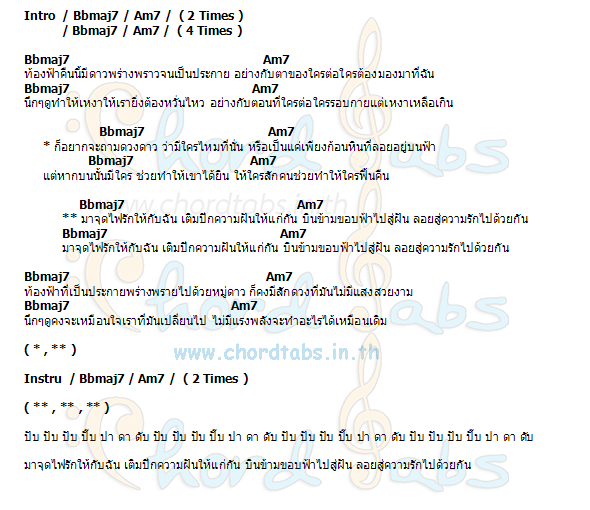 Intro / Bbmaj7 / Am7 / ( 2 Times )
/ Bbmaj7 / Am7 / ( 4 Times )
Bbmaj7 Am7
ท้องฟ้าคืนนี้มีดาวพร่างพราวจนเป็นประกาย อย่างกับตาของใครต่อใครต้องมองมาที่ฉัน
Bbmaj7 Am7
นึกๆดูทำให้เหงาให้เรายิ่งต้องหวั่นไหว อย่างกับตอนที่ใครต่อใครรอบกายแต่เหงาเหลือเกิน
Bbmaj7 Am7
* ก็อยากจะถามดวงดาว ว่ามีใครไหมที่นั่น หรือเป็นแค่เพียงก้อนหินที่ลอยอยู่บนฟ้า
Bbmaj7 Am7
แต่หากบนนั้นมีใคร ช่วยทำให้เขาได้ยิน ให้ใครสักคนช่วยทำให้ใครฟื้นคืน
Bbmaj7 Am7
** มาจุดไฟรักให้กับฉัน เติมปีกความฝันให้แก่กัน บินข้ามขอบฟ้าไปสู่ฝัน ลอยสู่ความรักไปด้วยกัน
Bbmaj7 Am7
มาจุดไฟรักให้กับฉัน เติมปีกความฝันให้แก่กัน บินข้ามขอบฟ้าไปสู่ฝัน ลอยสู่ความรักไปด้วยกัน
Bbmaj7 Am7
ท้องฟ้าที่เป็นประกายพร่างพรายไปด้วยหมู่ดาว ก็คงมีสักดวงที่มันไม่มีแสงสวยงาม
Bbmaj7 Am7
นึกๆดูคงจะเหมือนใจเราที่มันเปลี่ยนไป ไม่มีแรงพลังจะทำอะไรได้เหมือนเดิม
( * , ** )
www.chordtabs.in.th
Instru / Bbmaj7 / Am7 / ( 2 Times )
( ** , ** , ** )
ปับ ปับ ปับ ปั๊บ ปา ดา ดับ ปับ ปับ ปับ ปั๊บ ปา ดา ดับ ปับ ปับ ปับ ปั๊บ ปา ดา ดับ ปับ ปับ ปับ ปั๊บ ปา ดา ดับ
มาจุดไฟรักให้กับฉัน เติมปีกความฝันให้แก่กัน บินข้ามขอบฟ้าไปสู่ฝัน ลอยสู่ความรักไปด้วยกัน